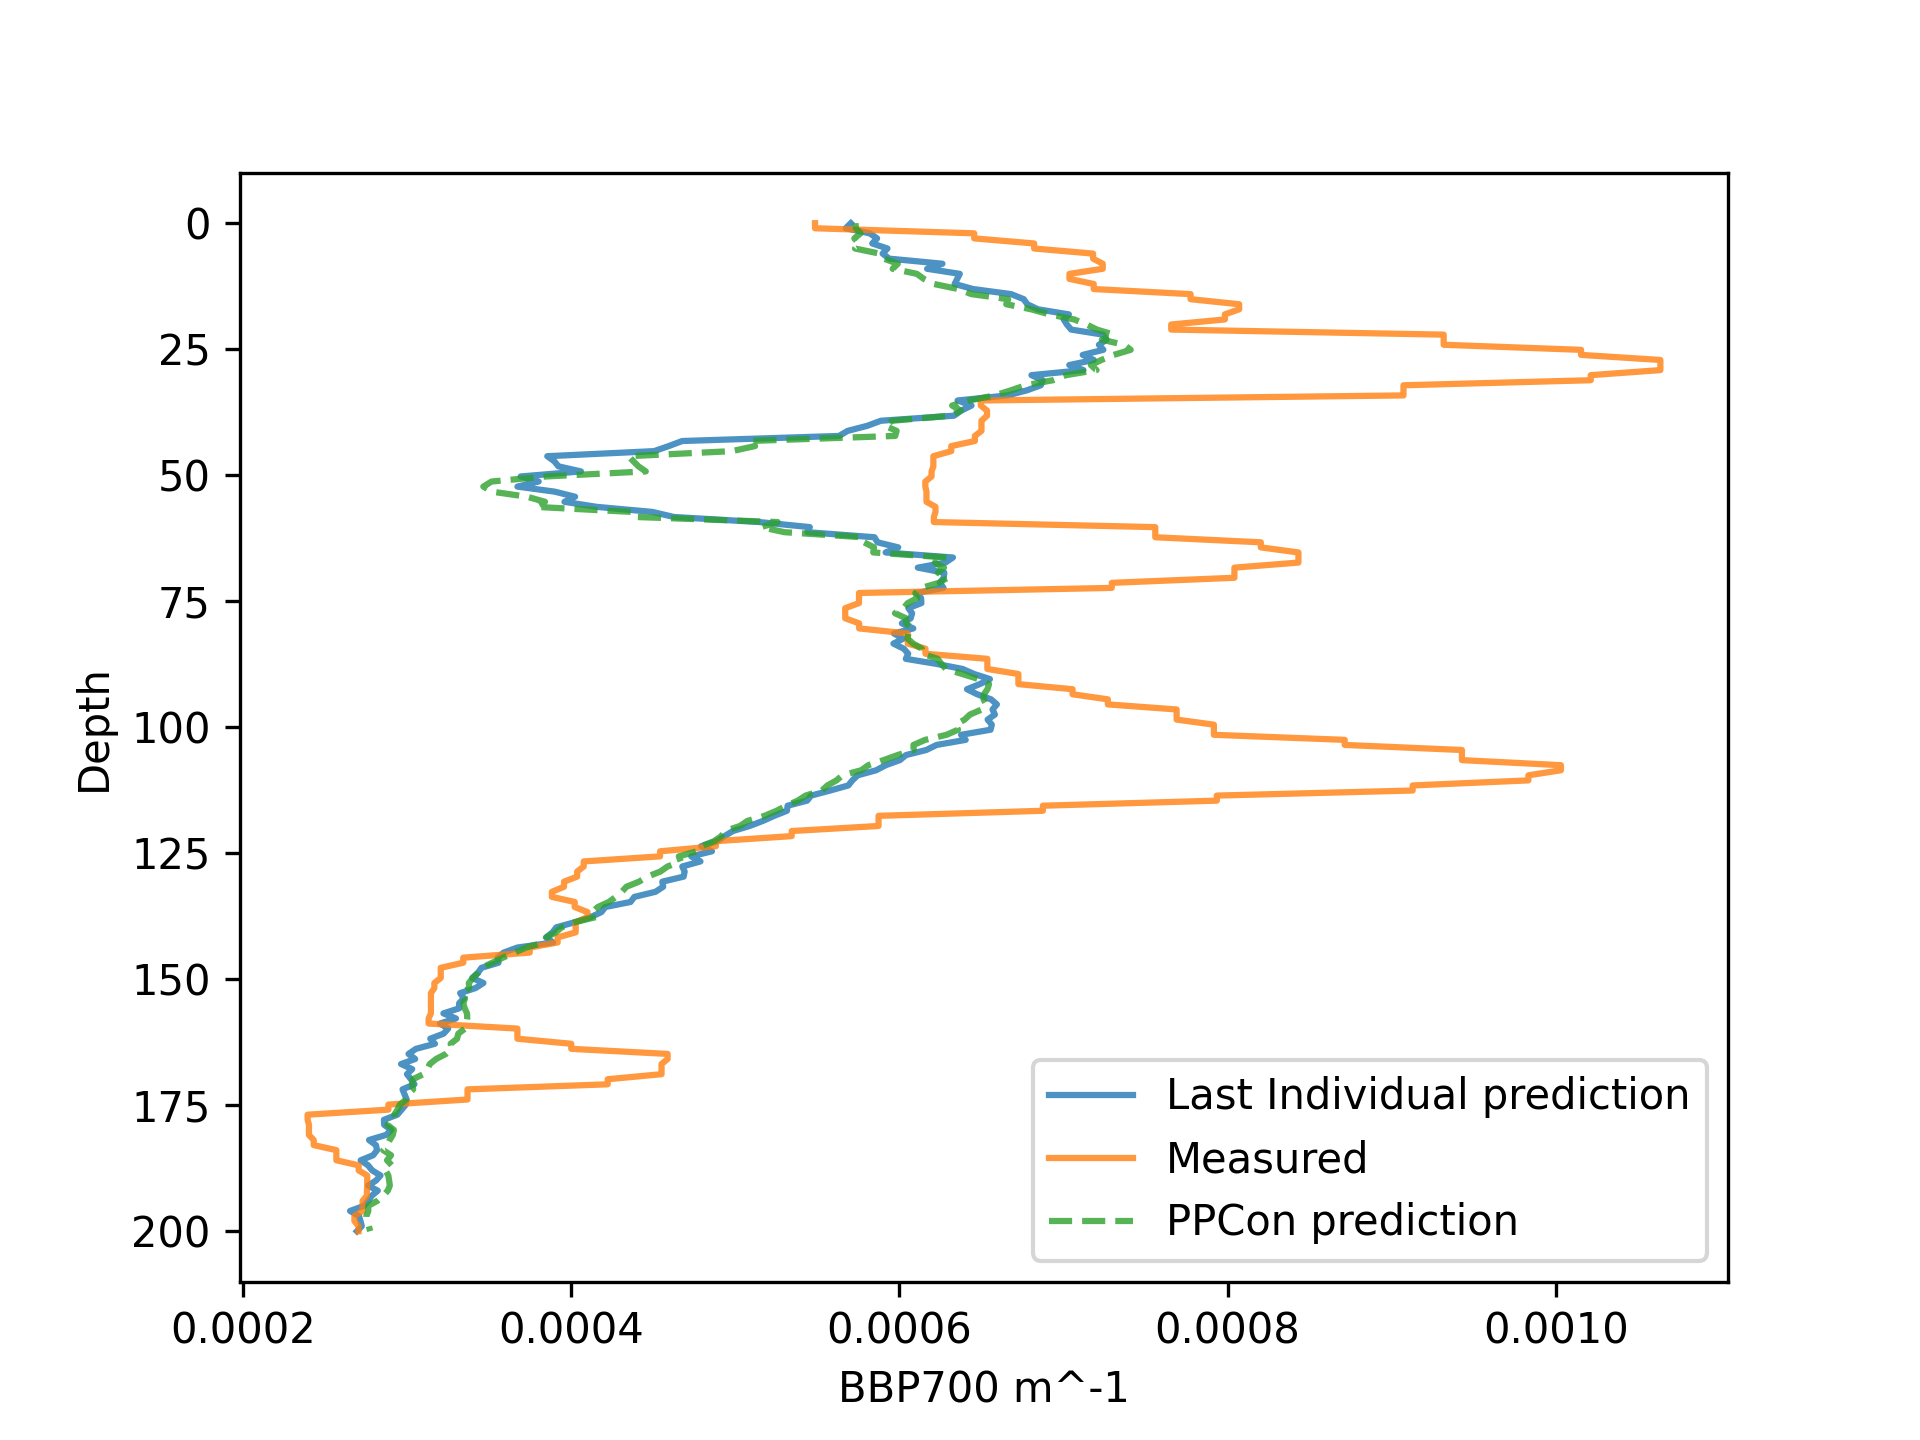 0
25
50
75
100
125
150
175
200
Depth
0.0002 0.0004 0.0006 0.0008 0.0010
BBP700 m^-1
Last Individual prediction
Measured
PPCon prediction